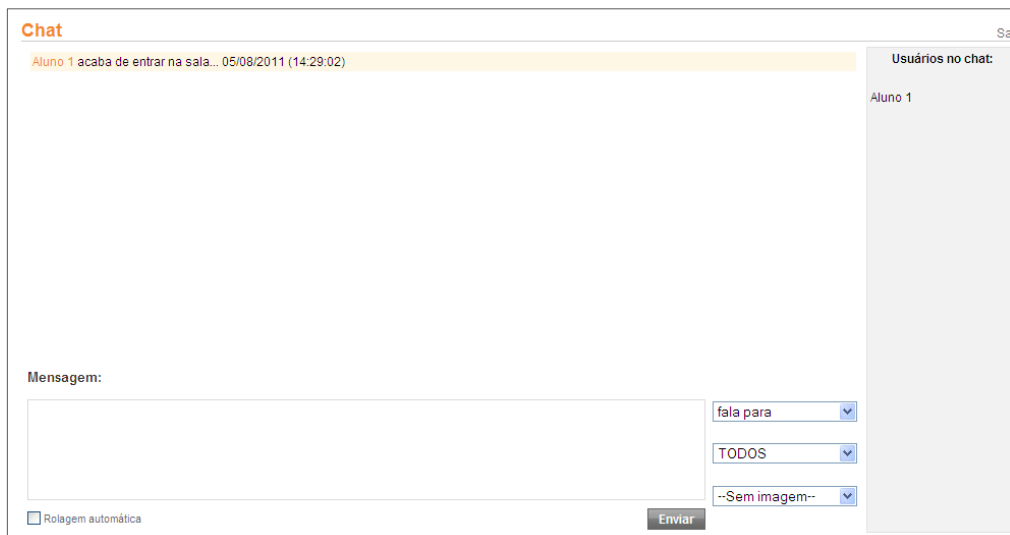 Chat
Sa
Aluno 1 acaba de entrar na sala... 05/08/2011 (14:29:02)
Usuários no chat:
Aluno 1
Mensagem:
fala para
TODOS
--Sem imagem--
Rolagem automática
Enviar